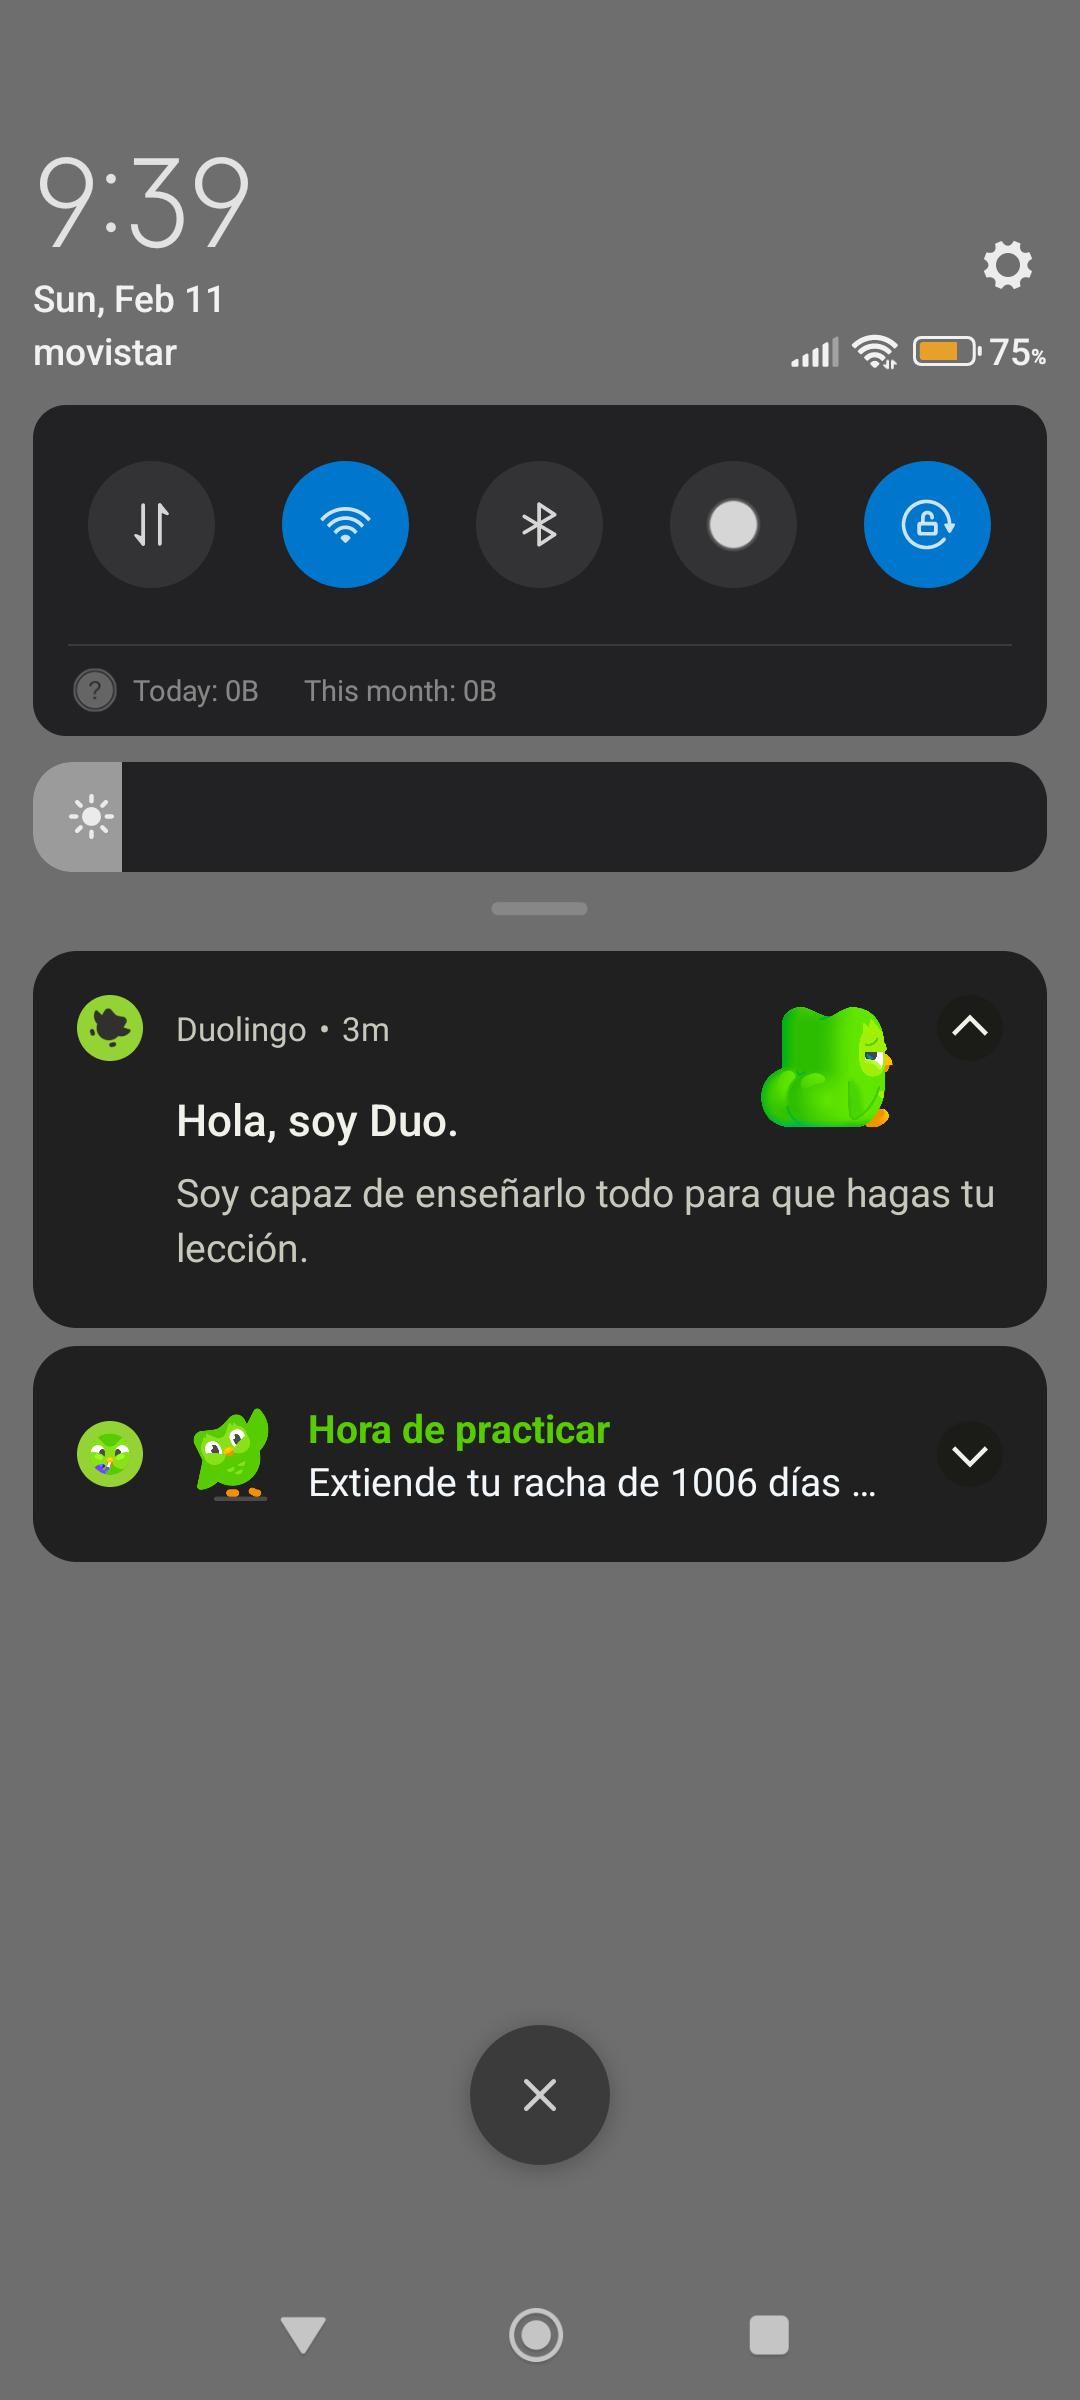 9:39
Sun, Feb 11
movistar
75%
?
Today: 0B This month: 0B
Duolingo • 3m
Hola, soy Duo.
Soy capaz de enseñarlo todo para que hagas tu
lección.
Hora de practicar
Extiende tu racha de 1006 días ...